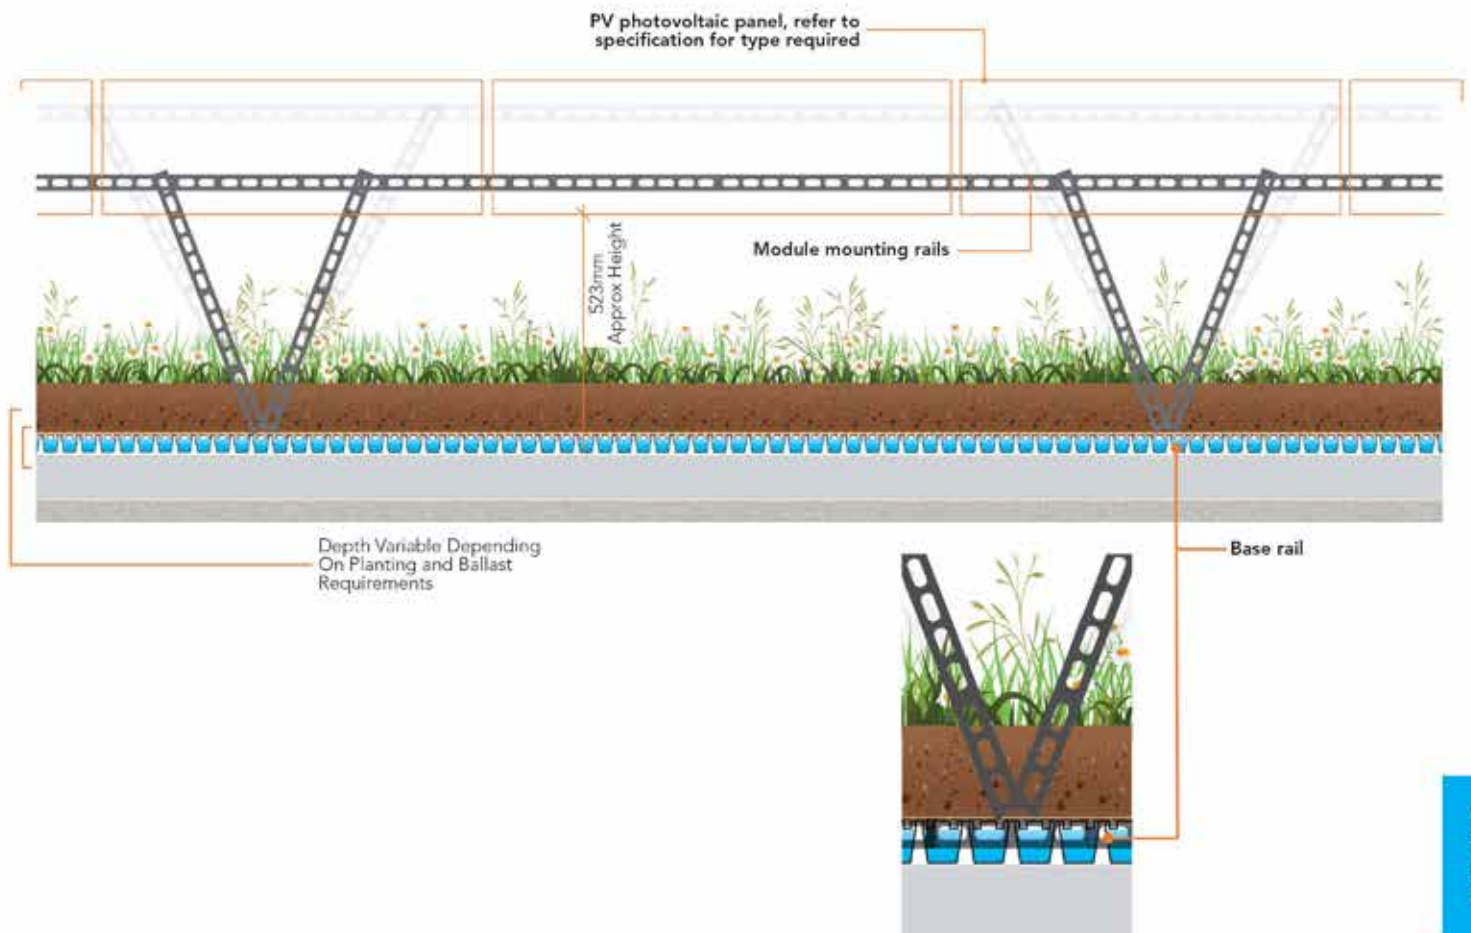 PV photovoltaic panel, refer to
specification for type required
523mm
Approx Height
Module mounting rails
Depth Variable Depending
On Planting and Ballast
Requirements
Base rail